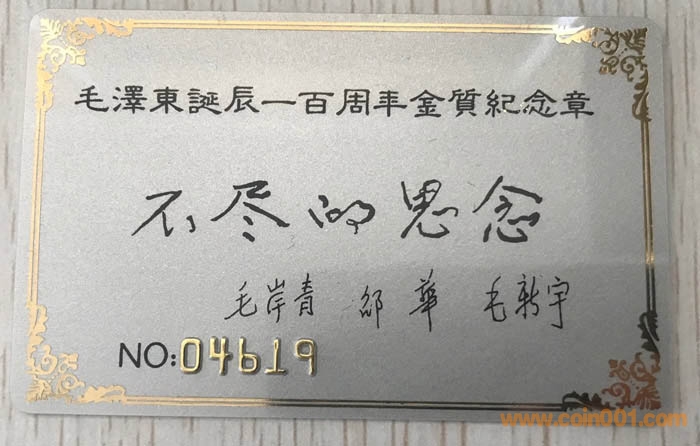 毛澤東誕辰一百周年金質紀念章
不尽的思念
毛岸青 邵華 毛新宇
NO:04619
www.coin001.com